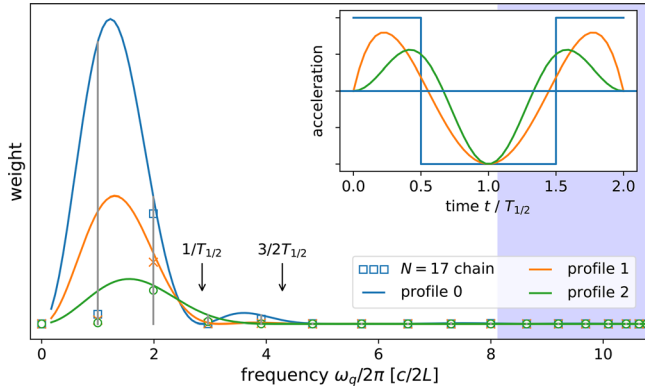 weight
acceleration
0.0 0.5 1.0 1.5 2.0
time t / T1/2
1/T1/2
3/2T1/2
N = 17 chain
profile 0
profile 1
profile 2
0 2 4 6 8 10
frequency ωq/2π [c/2L]